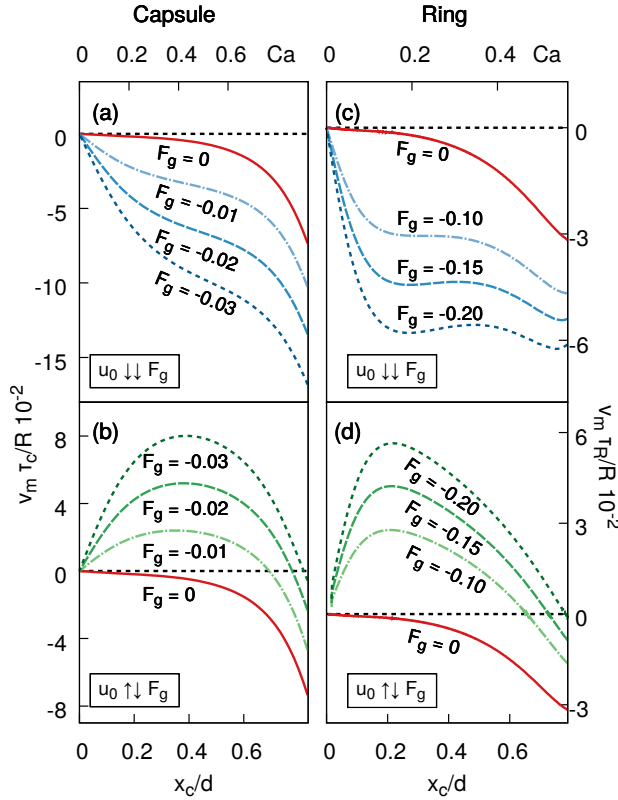 Capsule
Ring
0 0.2 0.4 0.6 Ca
0 0.2 0.4 Ca
(a)
0
-5
-10
-15
F_g = 0
F_g = -0.01
F_g = -0.02
F_g = -0.03
u_0 ↓↓ F_g
(c)
0
-3
-6
F_g = 0
F_g = -0.10
F_g = -0.15
F_g = -0.20
u_0 ↓↓ F_g
v_m τ_c/R 10^-2
(b)
8
4
0
-4
-8
F_g = -0.03
F_g = -0.02
F_g = -0.01
F_g = 0
u_0 ↑↓ F_g
(d)
6
3
0
-3
F_g = -0.20
F_g = -0.15
F_g = -0.10
F_g = 0
u_0 ↑↓ F_g
v_m τ_R/R 10^-2
0 0.2 0.4 0.6
0 0.2 0.4 0.6
x_c/d
x_c/d